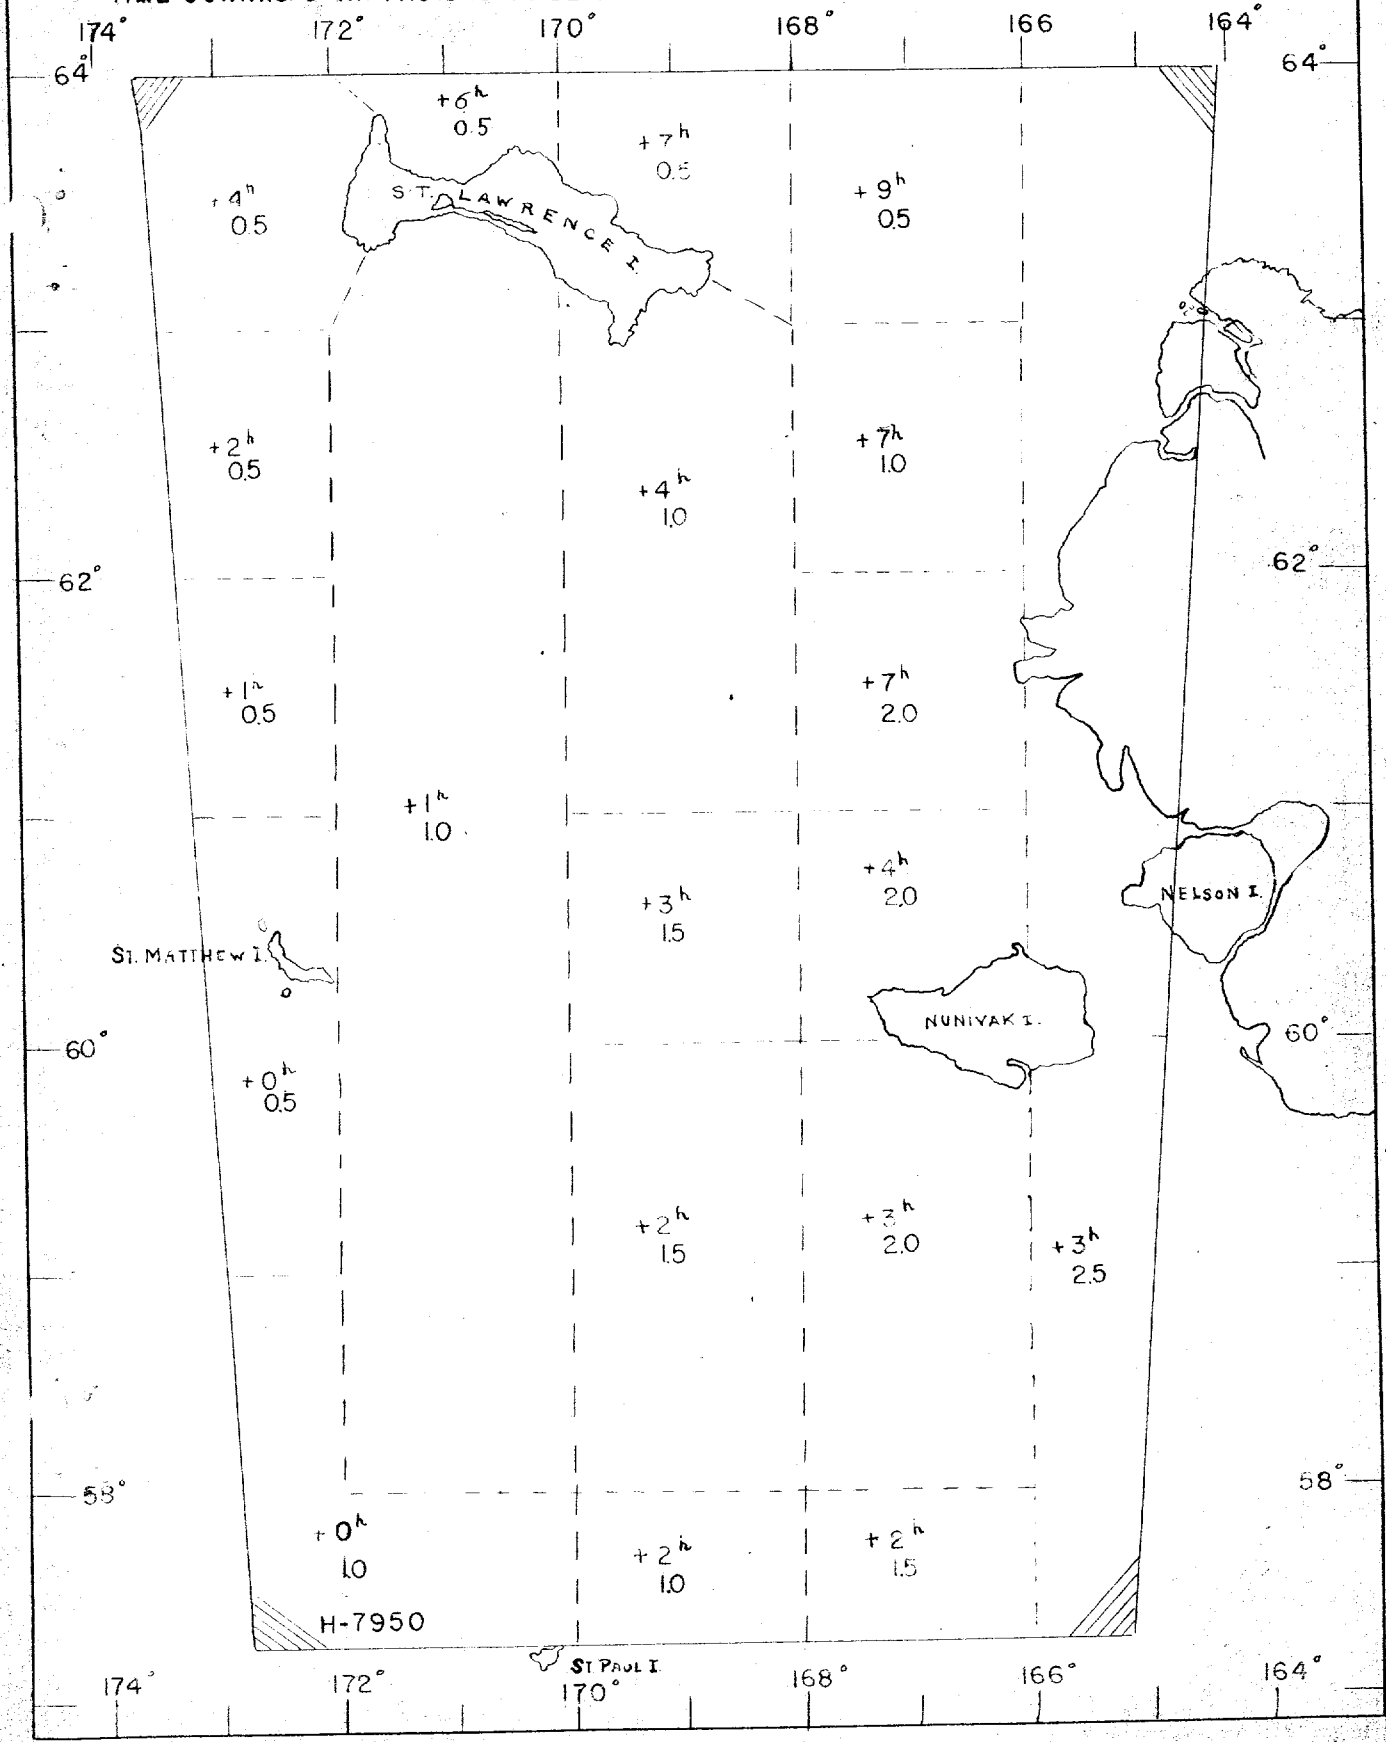 174° 172° 170° 168° 166 164°
64° 64°
+6h
0.5
+7h
0.5
+4h
0.5
+9h
0.5
ST. LAWRENCE I.
+2h
0.5
+4h
1.0
+7h
1.0
62° 62°
+1h
0.5
+7h
2.0
+1h
1.0
+3h
1.5
+4h
2.0
NELSON I.
ST. MATTHEW I.
NUNIVAK I.
60° 60°
+0h
0.5
+2h
1.5
+3h
2.0
+3h
2.5
58° 58°
+0h
1.0
+2h
1.0
+2h
1.5
H-7950
ST. PAUL I.
174° 172° 170° 168° 166° 164°